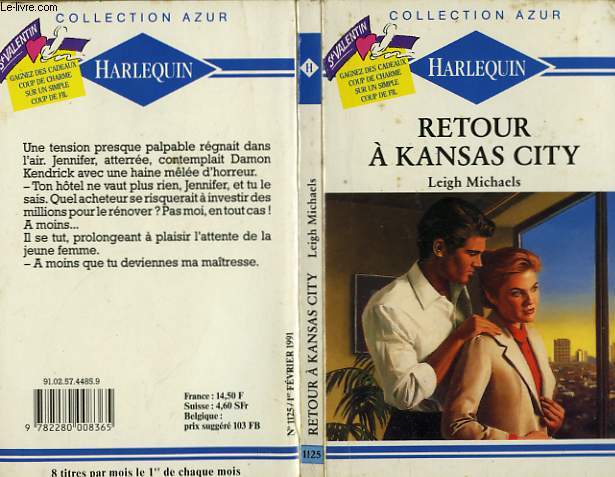 COLLECTION AZUR
St VALENTIN
GAGNEZ DES CADEAUX
COUP DE CHARME
SUR UN SIMPLE
COUP DE FIL
HARLEQUIN
Une tension presque palpable régnait dans
l'air. Jennifer, atterrée, contemplait Damon
Kendrick avec une haine mêlée d'horreur.
– Ton hôtel ne vaut plus rien, Jennifer, et tu le
sais. Quel acheteur se risquerait à investir des
millions pour le rénover ? Pas moi, en tout cas !
A moins...
Il se tut, prolongeant à plaisir l'attente de la
jeune femme.
– A moins que tu deviennes ma maîtresse.
91.02.57.4485.9
9 782280 008365
France : 14,50 F
Suisse : 4,60 SFr
Belgique :
prix suggéré 103 FB
8 titres par mois le 1er de chaque mois
H
Leigh Michaels
RETOUR À KANSAS CITY
N° 1125 / 1er FÉVRIER 1991
1125
COLLECTION AZUR
St VALENTIN
GAGNEZ DES CADEAUX
COUP DE CHARME
SUR UN SIMPLE
COUP DE FIL
HARLEQUIN
RETOUR
À KANSAS CITY
Leigh Michaels